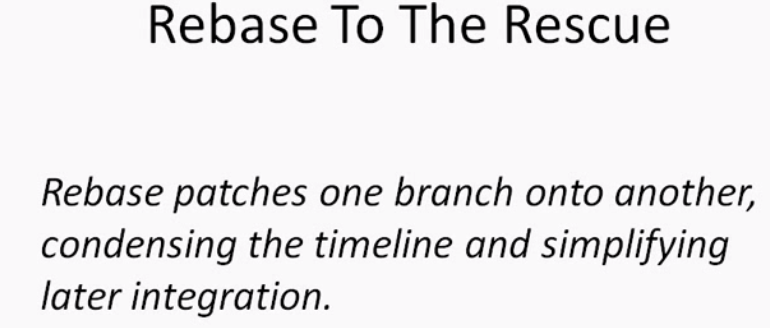 Rebase To The Rescue
Rebase patches one branch onto another,
condensing the timeline and simplifying
later integration.